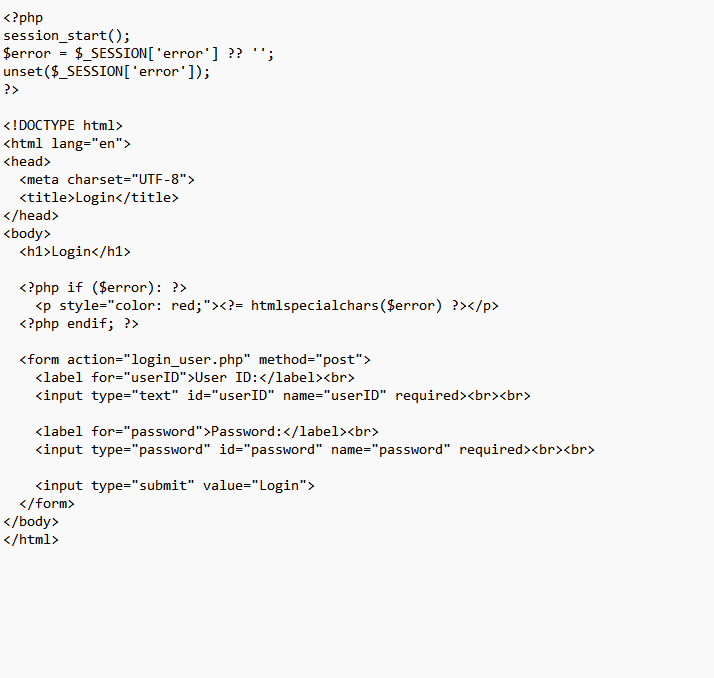 <?php
session_start();
$error = $_SESSION['error'] ?? '';
unset($_SESSION['error']);
?>

<!DOCTYPE html>
<html lang="en">
<head>
  <meta charset="UTF-8">
  <title>Login</title>
</head>
<body>
  <h1>Login</h1>

  <?php if ($error): ?>
    <p style="color: red;"><?= htmlspecialchars($error) ?></p>
  <?php endif; ?>

  <form action="login_user.php" method="post">
    <label for="userID">User ID:</label><br>
    <input type="text" id="userID" name="userID" required><br><br>

    <label for="password">Password:</label><br>
    <input type="password" id="password" name="password" required><br><br>

    <input type="submit" value="Login">
  </form>
</body>
</html>